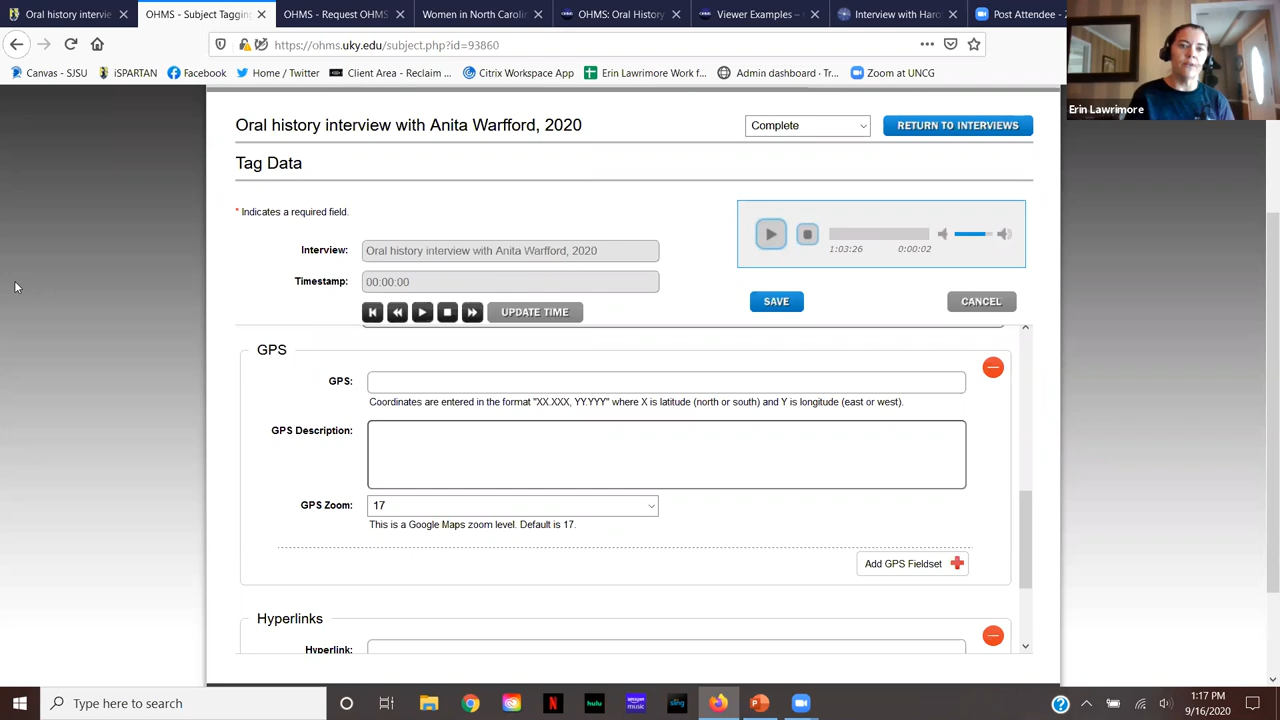 Oral history intervie
OHMS - Subject Tagging
OHMS - Request OHMS
Women in North Carolin
OHMS: Oral History
Viewer Examples –
Interview with Haro
Post Attendee - Z
https://ohms.uky.edu/subject.php?id=93860
Canvas - SJSU
iSPARTAN
Facebook
Home / Twitter
Client Area - Reclaim ...
Citrix Workspace App
Erin Lawrimore Work f...
Admin dashboard · Tr...
Zoom at UNCG
Erin Lawrimore
Oral history interview with Anita Warfford, 2020
Complete
RETURN TO INTERVIEWS
Tag Data
* Indicates a required field.
Interview: Oral history interview with Anita Warfford, 2020
1:03:26 0:00:02
Timestamp: 00:00:00
SAVE
CANCEL
UPDATE TIME
GPS
GPS:
Coordinates are entered in the format "XX.XXX, YY.YYY" where X is latitude (north or south) and Y is longitude (east or west).
GPS Description:
GPS Zoom: 17
This is a Google Maps zoom level. Default is 17.
Add GPS Fieldset
Hyperlinks
Hyperlink:
Type here to search
N
hulu
amazon music
sling
1:17 PM
9/16/2020